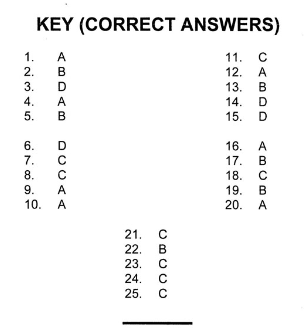 KEY (CORRECT ANSWERS)
1. A
2. B
3. D
4. A
5. B
6. D
7. C
8. C
9. A
10. A
11. C
12. A
13. B
14. D
15. D
16. A
17. B
18. C
19. B
20. A
21. C
22. B
23. C
24. C
25. C